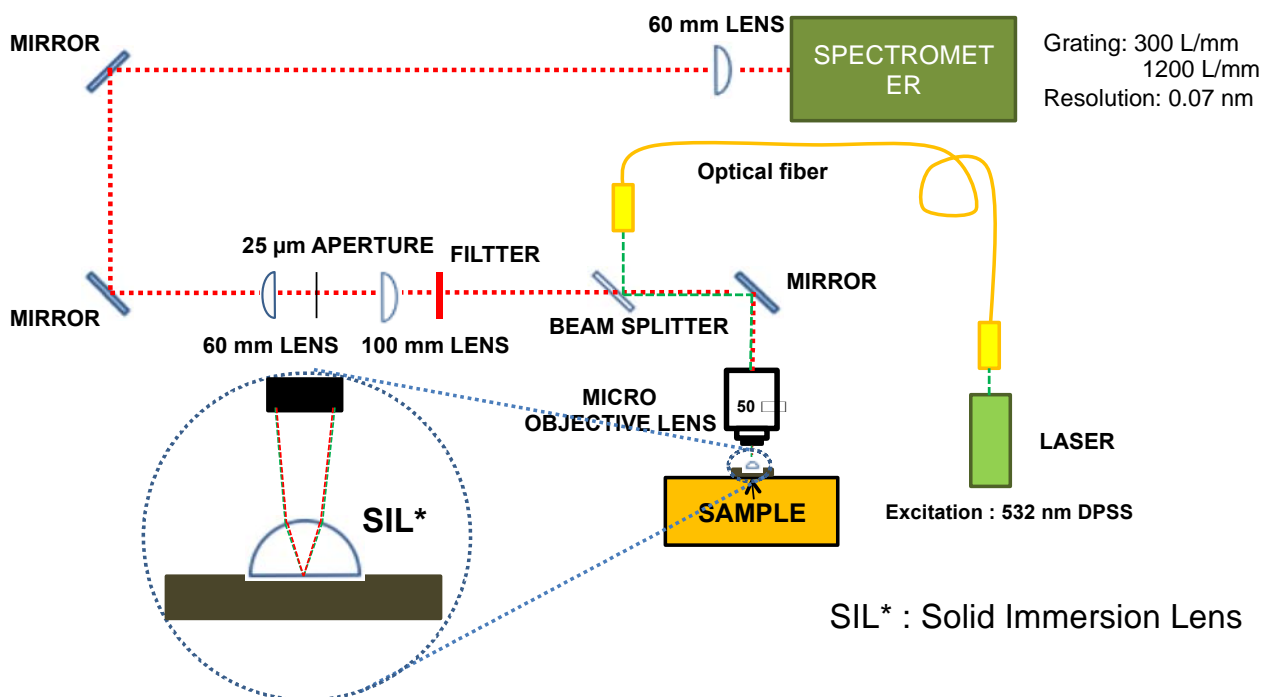 60 mm LENS
MIRROR
SPECTROMET
ER
Grating: 300 L/mm
1200 L/mm
Resolution: 0.07 nm
Optical fiber
25 µm APERTURE
FILTTER
MIRROR
MIRROR
BEAM SPLITTER
60 mm LENS
100 mm LENS
MICRO
OBJECTIVE LENS
50
LASER
SIL*
SAMPLE
Excitation : 532 nm DPSS
SIL* : Solid Immersion Lens